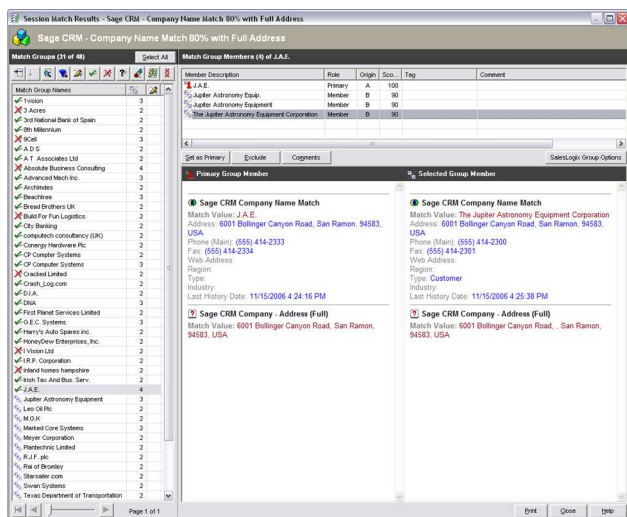 Session Match Results - Sage CRM - Company Name Match 80% with Full Address
Sage CRM - Company Name Match 80% with Full Address
Match Groups (31 of 48)
Select All
Match Group Names
1vision 3
3 Acres 2
3rd National Bank of Spain 2
8th Millennium 2
9Cell 3
A D S 2
A T Associates Ltd 2
Absolute Business Consulting 4
Advanced Mech Inc. 3
Archimdes 2
Beachtree 3
Bread Brothers UK 2
Build For Fun Logistics 2
City Banking 2
computech consultancy (UK) 2
Conergy Hardware Plc 2
CP Compter Systems 2
CP Computer Systems 2
Cracked Limited 2
Crash_Log.com 2
D.I.A. 2
DNA 3
First Planet Services Limited 2
G.E.C. Systems 3
Harry's Auto Spares inc. 2
HoneyDew Enterprises, Inc. 2
I Vision Ltd 2
I.R.P. Corporation 2
Inland homes hampshire 2
Irish Tax And Bus. Serv. 2
J.A.E. 4
Jupiter Astronomy Equipment 3
Leo Oil Plc 2
M.G.K 2
Marked Core Systems 2
Meyer Corporation 2
Plantechnic Limited 2
R.J.F. plc 2
Rai of Bromley 2
Starsailer.com 2
Swan Systems 2
Texas Department of Transportation 2
Page 1 of 1
Match Group Members (4) of J.A.E.
Member Description Role Origin Sco... Tag Comment
J.A.E. Primary A 100
Jupiter Astronomy Equip. Member B 90
Jupiter Astronomy Equipment Member B 90
The Jupiter Astronomy Equipment Corporation Member B 90
Set as Primary
Exclude
Comments
SalesLogix Group Options
Primary Group Member
Sage CRM Company Name Match
Match Value: J.A.E.
Address: 6001 Bollinger Canyon Road, San Ramon, 94583,
USA
Phone (Main): (555) 414-2333
Fax: (555) 414-2334
Web Address:
Region:
Type:
Industry:
Last History Date: 11/15/2006 4:24:16 PM
Sage CRM Company - Address (Full)
Match Value: 6001 Bollinger Canyon Road, San Ramon,
94583, USA
Selected Group Member
Sage CRM Company Name Match
Match Value: The Jupiter Astronomy Equipment Corporation
Address: 6001 Bollinger Canyon Road, San Ramon, 94583,
USA
Phone (Main): (555) 414-2300
Fax: (555) 414-2301
Web Address:
Region:
Type: Customer
Industry:
Last History Date: 11/15/2006 4:25:38 PM
Sage CRM Company - Address (Full)
Match Value: 6001 Bollinger Canyon Road, , San Ramon,
94583, USA
Print
Close
Help